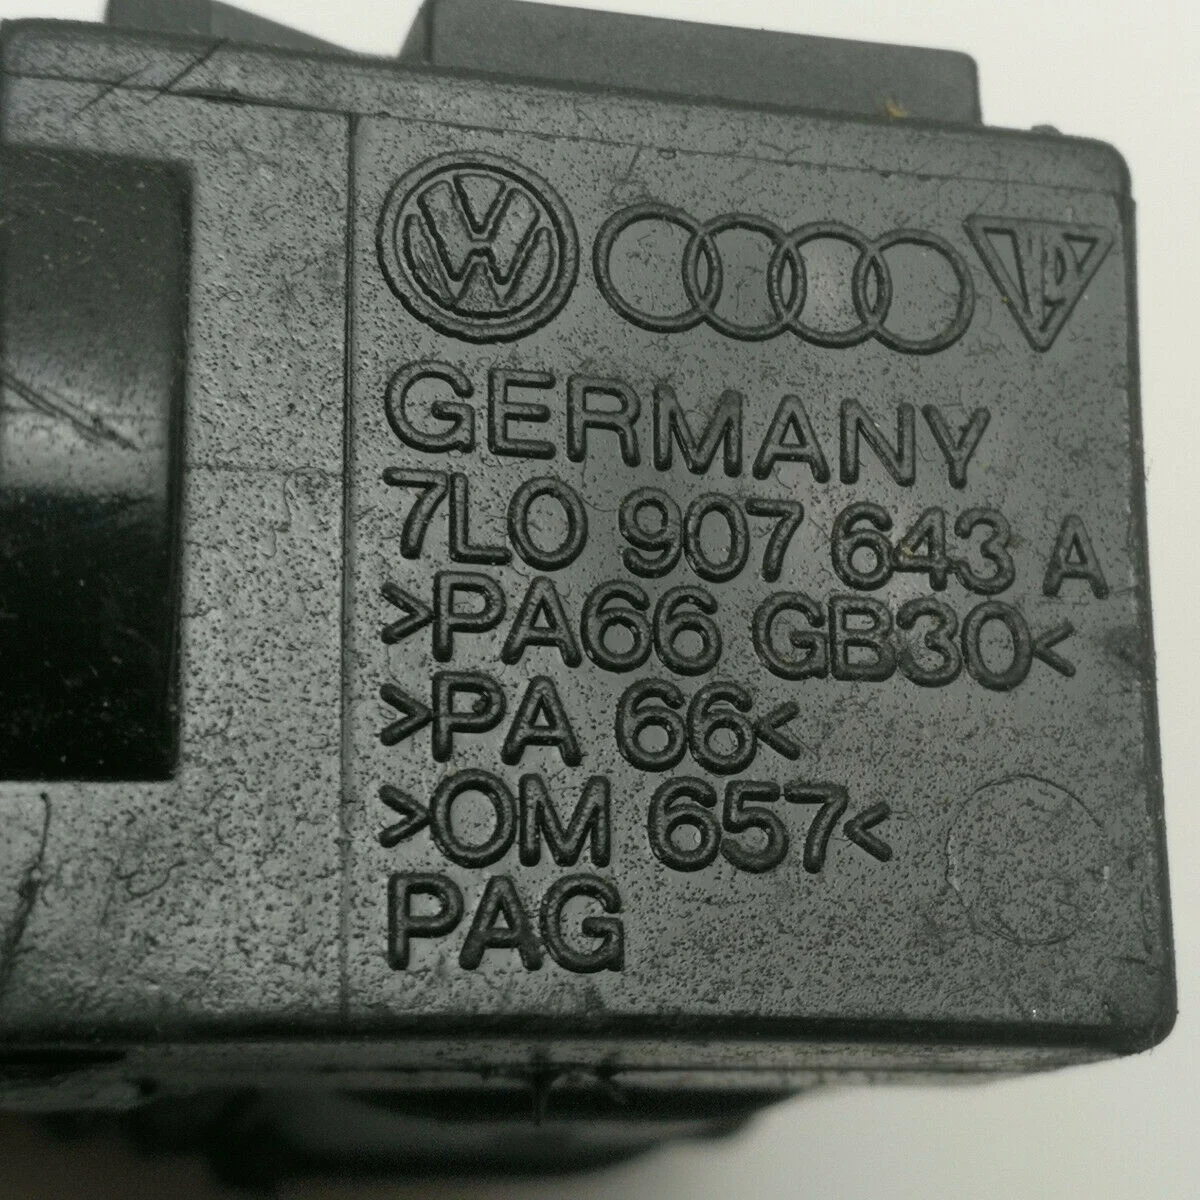 GERMANY
7L0 907 643 A
>PA66 GB30<
>PA 66<
>OM 657<
PAG